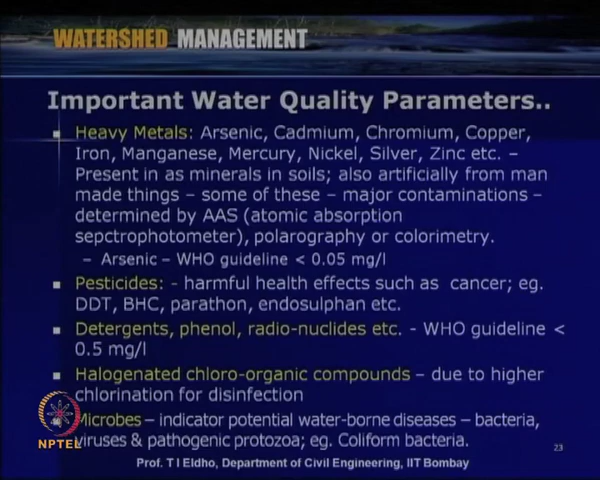 WATERSHED MANAGEMENT
Important Water Quality Parameters..
Heavy Metals: Arsenic, Cadmium, Chromium, Copper,
Iron, Manganese, Mercury, Nickel, Silver, Zinc etc. –
Present in as minerals in soils; also artificially from man
made things – some of these – major contaminations –
determined by AAS (atomic absorption
sepctrophotometer), polarography or colorimetry.
– Arsenic – WHO guideline < 0.05 mg/l
Pesticides: - harmful health effects such as cancer; eg.
DDT, BHC, parathon, endosulphan etc.
Detergents, phenol, radio-nuclides etc. - WHO guideline <
0.5 mg/l
Halogenated chloro-organic compounds – due to higher
chlorination for disinfection
Microbes – indicator potential water-borne diseases – bacteria,
viruses & pathogenic protozoa; eg. Coliform bacteria.
NPTEL
23
Prof. T I Eldho, Department of Civil Engineering, IIT Bombay